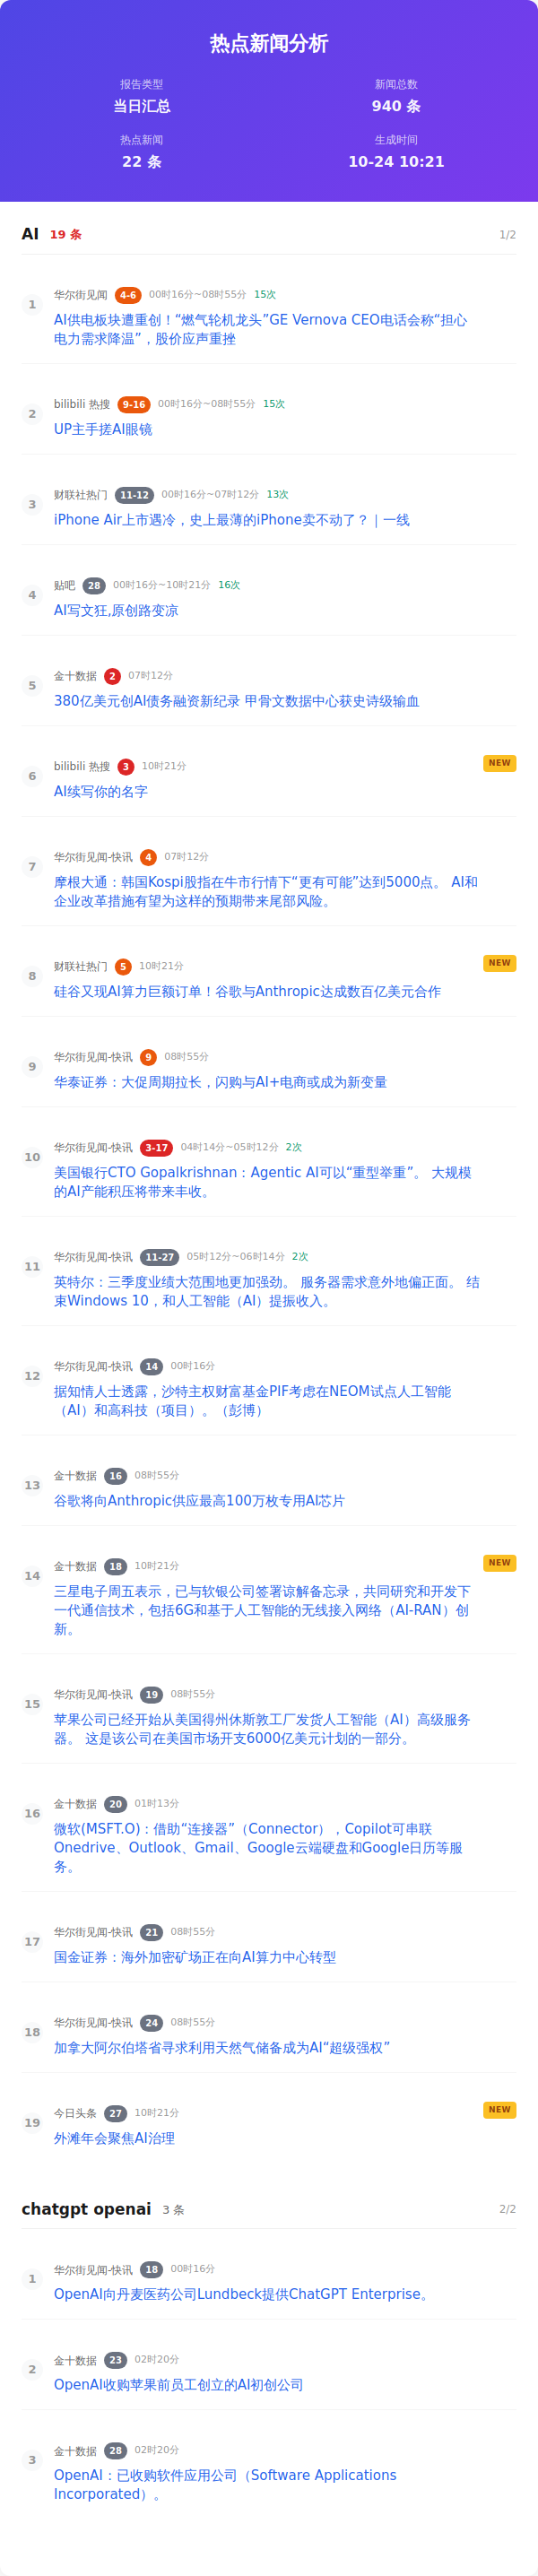 热点新闻分析
报告类型
新闻总数
当日汇总
940 条
热点新闻
生成时间
22 条
10-24 10:21
AI 19 条 1/2
1
华尔街见闻 4-6 00时16分~08时55分 15次
AI供电板块遭重创！“燃气轮机龙头”GE Vernova CEO电话会称“担心
电力需求降温”，股价应声重挫
2
bilibili 热搜 9-16 00时16分~08时55分 15次
UP主手搓AI眼镜
3
财联社热门 11-12 00时16分~07时12分 13次
iPhone Air上市遇冷，史上最薄的iPhone卖不动了？｜一线
4
贴吧 28 00时16分~10时21分 16次
AI写文狂,原创路变凉
5
金十数据 2 07时12分
380亿美元创AI债务融资新纪录 甲骨文数据中心获史诗级输血
6
bilibili 热搜 3 10时21分 NEW
AI续写你的名字
7
华尔街见闻-快讯 4 07时12分
摩根大通：韩国Kospi股指在牛市行情下“更有可能”达到5000点。 AI和
企业改革措施有望为这样的预期带来尾部风险。
8
财联社热门 5 10时21分 NEW
硅谷又现AI算力巨额订单！谷歌与Anthropic达成数百亿美元合作
9
华尔街见闻-快讯 9 08时55分
华泰证券：大促周期拉长，闪购与AI+电商或成为新变量
10
华尔街见闻-快讯 3-17 04时14分~05时12分 2次
美国银行CTO Gopalkrishnan：Agentic AI可以“重型举重”。 大规模
的AI产能积压将带来丰收。
11
华尔街见闻-快讯 11-27 05时12分~06时14分 2次
英特尔：三季度业绩大范围地更加强劲。 服务器需求意外地偏正面。 结
束Windows 10，和人工智能（AI）提振收入。
12
华尔街见闻-快讯 14 00时16分
据知情人士透露，沙特主权财富基金PIF考虑在NEOM试点人工智能
（AI）和高科技（项目）。（彭博）
13
金十数据 16 08时55分
谷歌将向Anthropic供应最高100万枚专用AI芯片
14
金十数据 18 10时21分 NEW
三星电子周五表示，已与软银公司签署谅解备忘录，共同研究和开发下
一代通信技术，包括6G和基于人工智能的无线接入网络（AI-RAN）创
新。
15
华尔街见闻-快讯 19 08时55分
苹果公司已经开始从美国得州休斯敦工厂发货人工智能（AI）高级服务
器。 这是该公司在美国市场开支6000亿美元计划的一部分。
16
金十数据 20 01时13分
微软(MSFT.O)：借助“连接器”（Connector），Copilot可串联
Onedrive、Outlook、Gmail、Google云端硬盘和Google日历等服
务。
17
华尔街见闻-快讯 21 08时55分
国金证券：海外加密矿场正在向AI算力中心转型
18
华尔街见闻-快讯 24 08时55分
加拿大阿尔伯塔省寻求利用天然气储备成为AI“超级强权”
19
今日头条 27 10时21分 NEW
外滩年会聚焦AI治理
chatgpt openai 3 条 2/2
1
华尔街见闻-快讯 18 00时16分
OpenAI向丹麦医药公司Lundbeck提供ChatGPT Enterprise。
2
金十数据 23 02时20分
OpenAI收购苹果前员工创立的AI初创公司
3
金十数据 28 02时20分
OpenAI：已收购软件应用公司（Software Applications
Incorporated）。